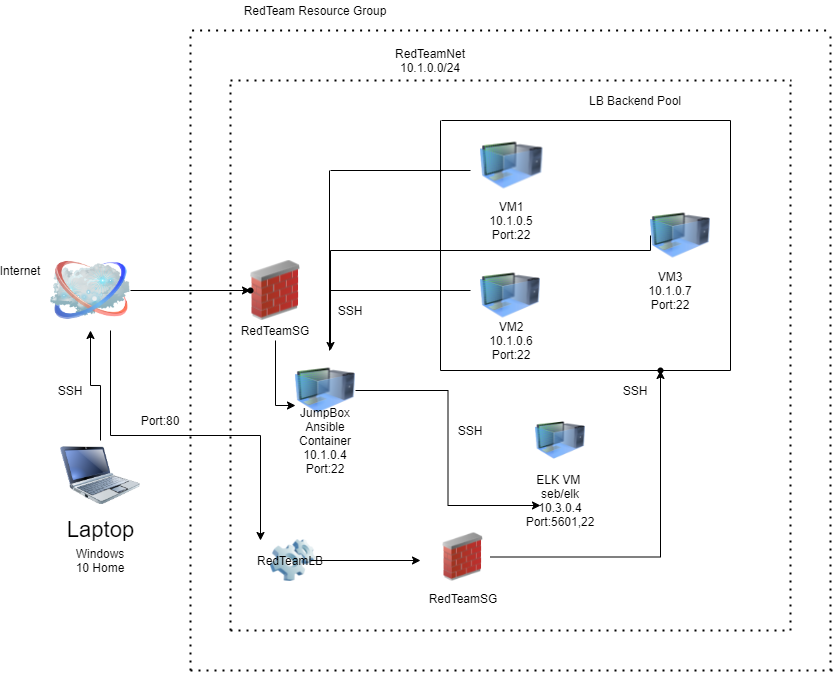 RedTeam Resource Group
RedTeamNet
10.1.0.0/24
LB Backend Pool
VM1
10.1.0.5
Port:22
VM3
10.1.0.7
Port:22
Internet
RedTeamSG
SSH
VM2
10.1.0.6
Port:22
SSH
JumpBox
Ansible
Container
10.1.0.4
Port:22
SSH
SSH
Port:80
ELK VM
seb/elk
10.3.0.4
Port:5601,22
Laptop
Windows
10 Home
RedTeamLB
RedTeamSG